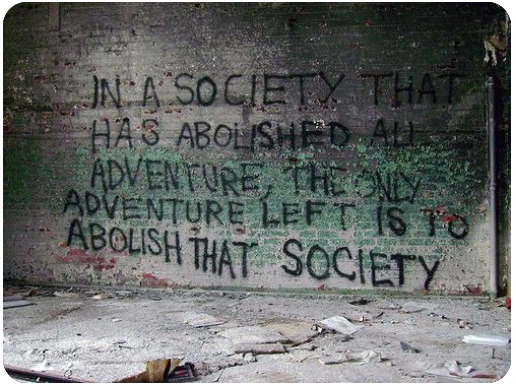 IN A SOCIETY THAT
HAS ABOLISHED ALL
ADVENTURE, THE ONLY
ADVENTURE LEFT IS TO
ABOLISH THAT SOCIETY